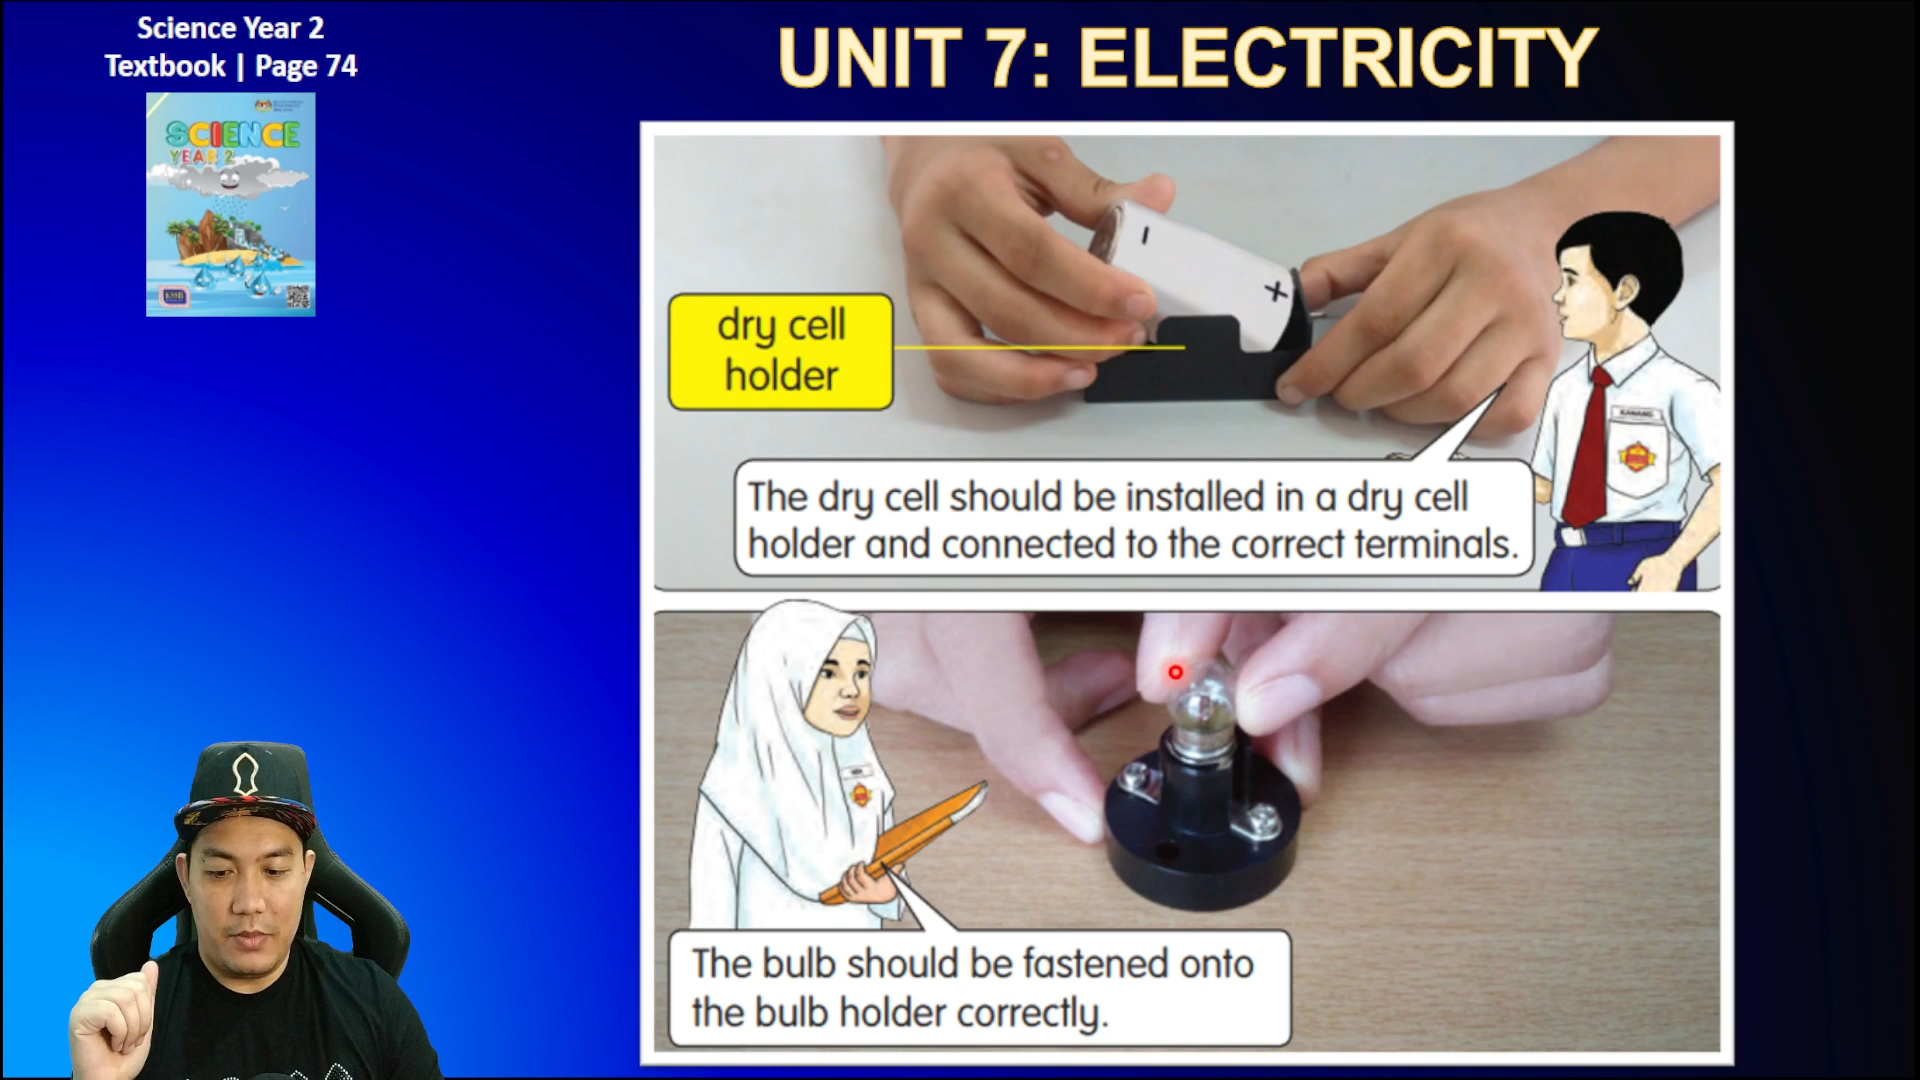 Science Year 2
Textbook | Page 74
SCIENCE
YEAR 2
UNIT 7: ELECTRICITY
-
+
dry cell
holder
KAWANG
The dry cell should be installed in a dry cell
holder and connected to the correct terminals.
The bulb should be fastened onto
the bulb holder correctly.